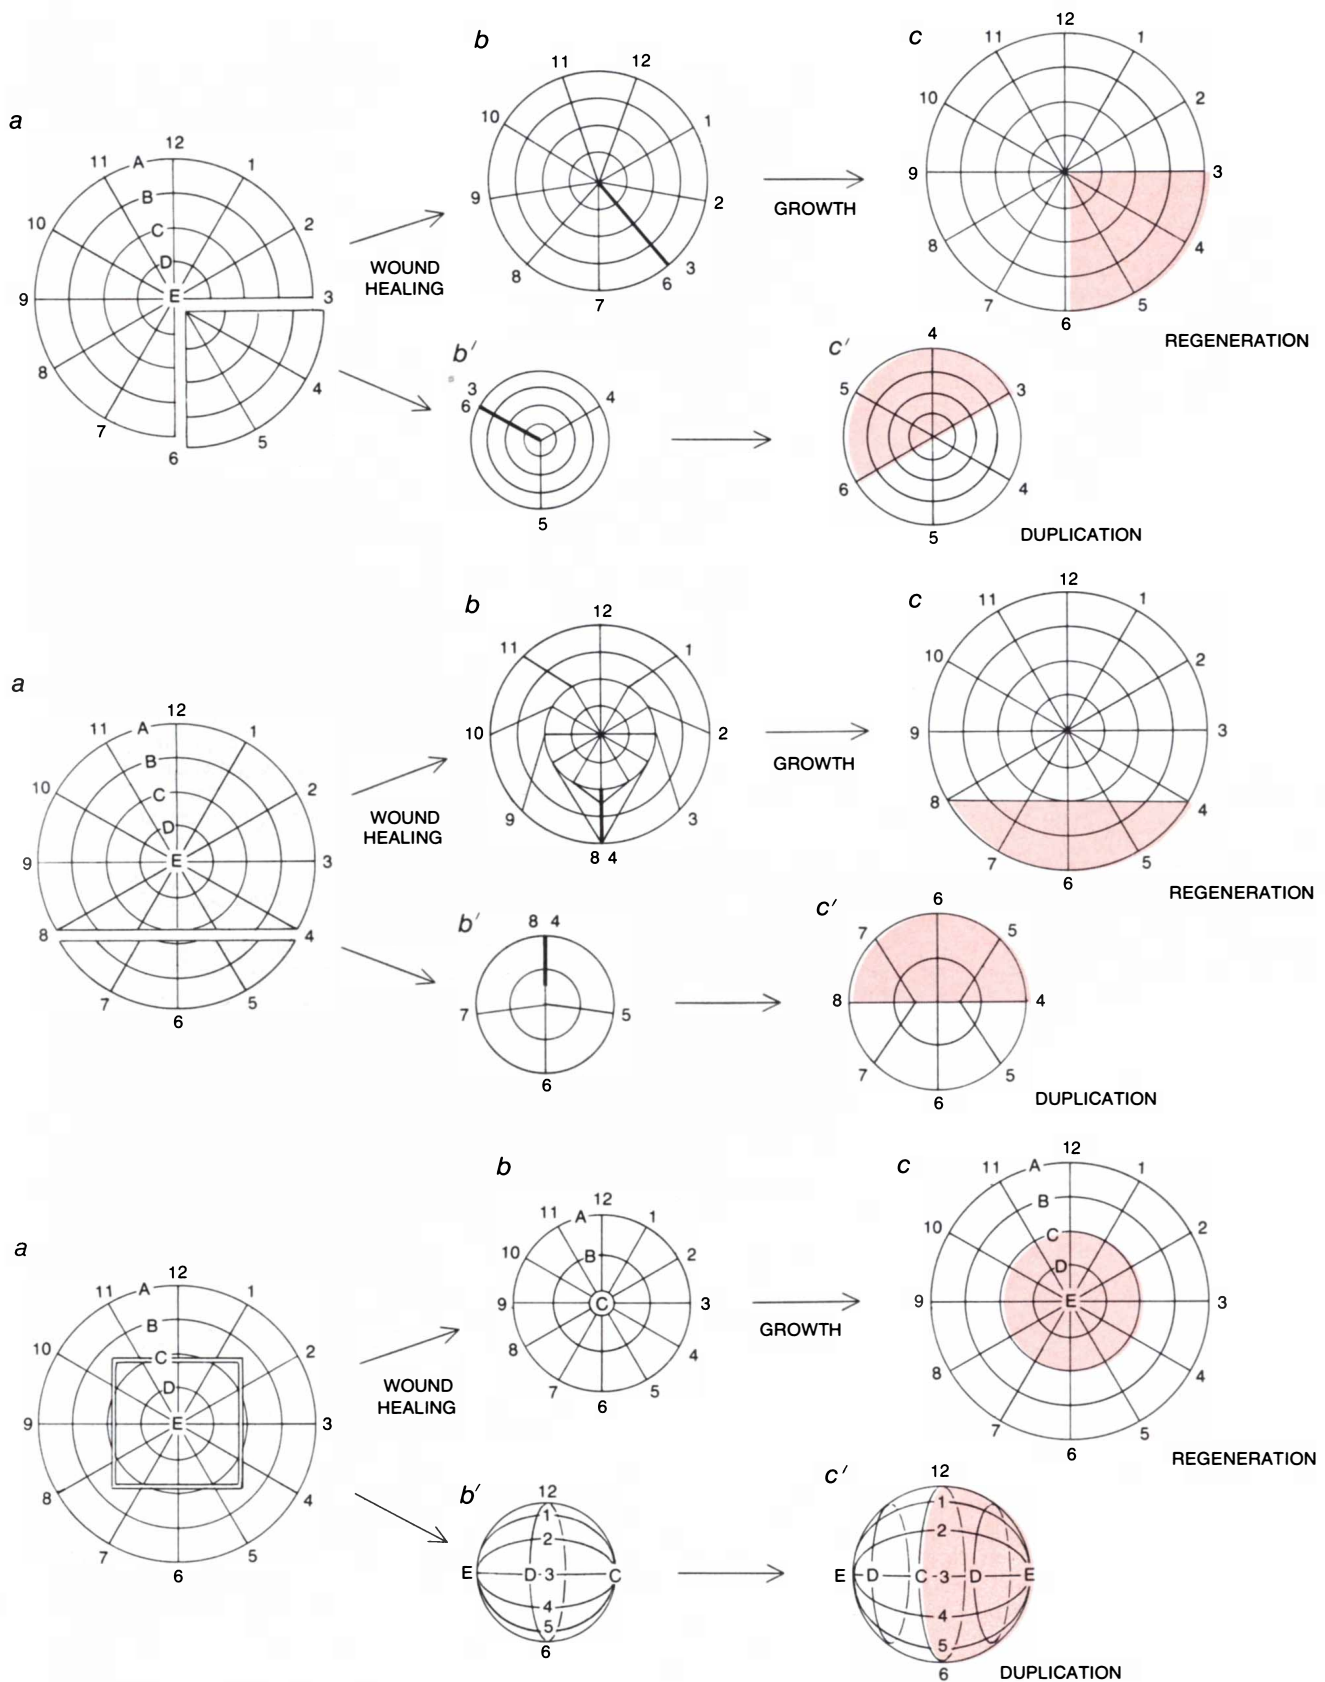 a
12
11 A 1
B
10 C 2
D
9 E 3
8 4
7 5
6
WOUND
HEALING
b
11 12
10 1
9 2
8 3
7 6
GROWTH
c
12
11 1
10 2
9 3
8 4
7 5
6
REGENERATION
b′
3
6 4
5
c′
4
5 3
6 4
5
DUPLICATION
a
12
11 A 1
B
10 C 2
D
9 E 3
8 4
7 5
6
WOUND
HEALING
b
12
11 1
10 2
9 3
8 4
GROWTH
c
12
11 1
10 2
9 3
8 4
7 5
6
REGENERATION
b′
8 4
7 5
6
c′
6
7 5
8 4
7 5
6
DUPLICATION
a
12
11 A 1
B
10 C 2
D
9 E 3
8 4
7 5
6
WOUND
HEALING
b
12
11 A 1
10 B 2
9 C 3
8 4
7 5
6
GROWTH
c
12
11 A 1
B
10 C 2
D
9 E 3
8 4
7 5
6
REGENERATION
b′
12
1
2
E D 3 C
4
5
6
c′
12
1
2
E D C 3 D E
4
5
6
DUPLICATION